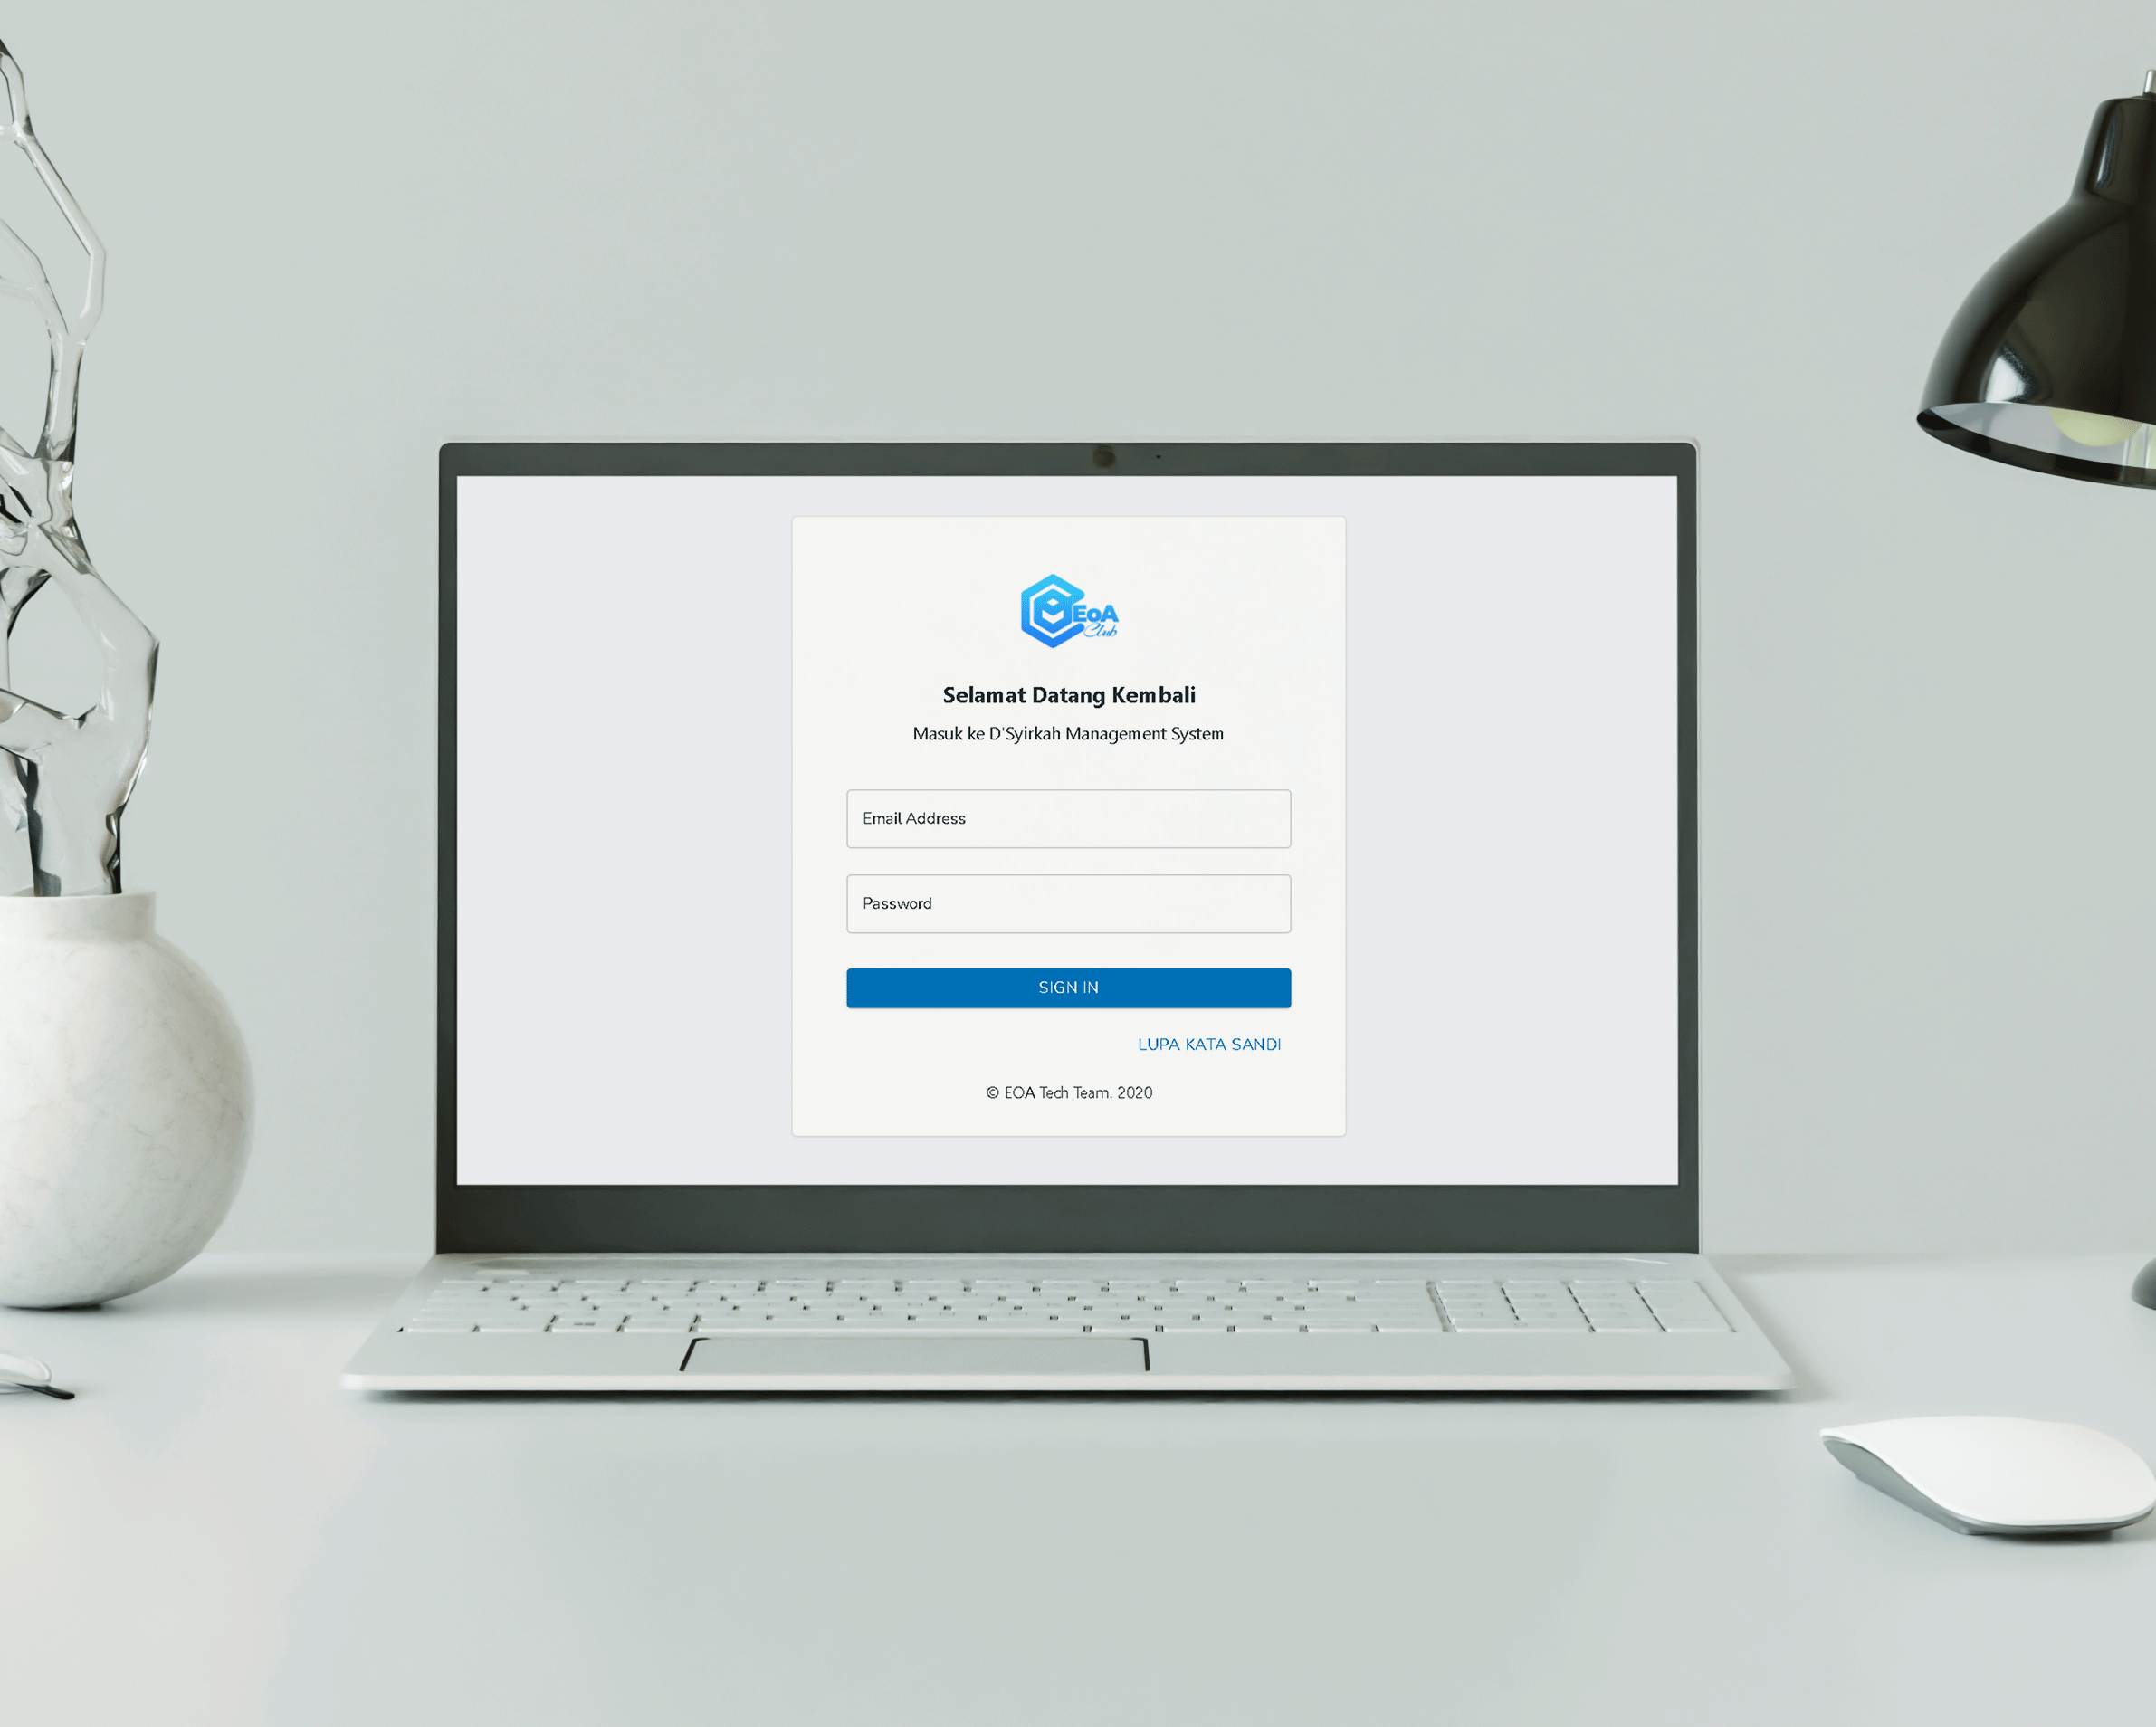 EoA
Club
Selamat Datang Kembali
Masuk ke D'Syirkah Management System
Email Address
Password
SIGN IN
LUPA KATA SANDI
© EOA Tech Team. 2020